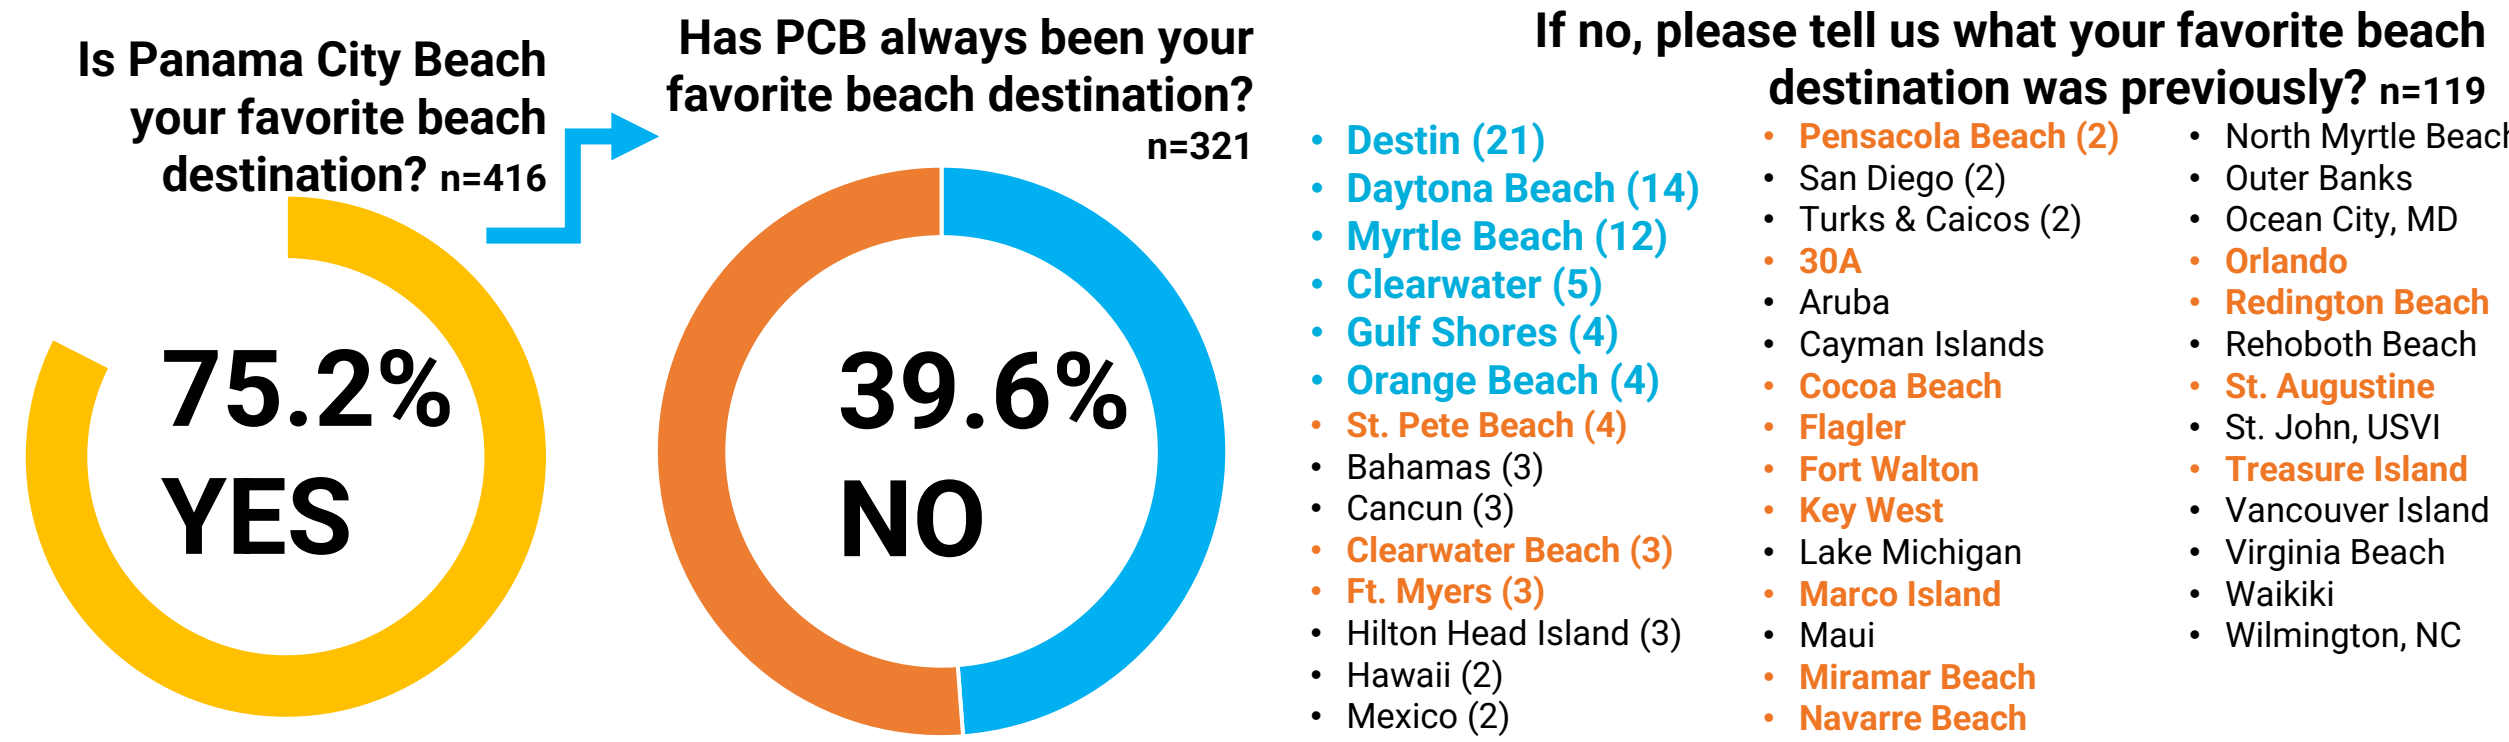 Is Panama City Beach
your favorite beach
destination? n=416
75.2%
YES
Has PCB always been your
favorite beach destination?
n=321
39.6%
NO
If no, please tell us what your favorite beach
destination was previously? n=119
• Destin (21)
• Daytona Beach (14)
• Myrtle Beach (12)
• Clearwater (5)
• Gulf Shores (4)
• Orange Beach (4)
• St. Pete Beach (4)
• Bahamas (3)
• Cancun (3)
• Clearwater Beach (3)
• Ft. Myers (3)
• Hilton Head Island (3)
• Hawaii (2)
• Mexico (2)
• Pensacola Beach (2)
• San Diego (2)
• Turks & Caicos (2)
• 30A
• Aruba
• Cayman Islands
• Cocoa Beach
• Flagler
• Fort Walton
• Key West
• Lake Michigan
• Marco Island
• Maui
• Miramar Beach
• Navarre Beach
• North Myrtle Beach
• Outer Banks
• Ocean City, MD
• Orlando
• Redington Beach
• Rehoboth Beach
• St. Augustine
• St. John, USVI
• Treasure Island
• Vancouver Island
• Virginia Beach
• Waikiki
• Wilmington, NC